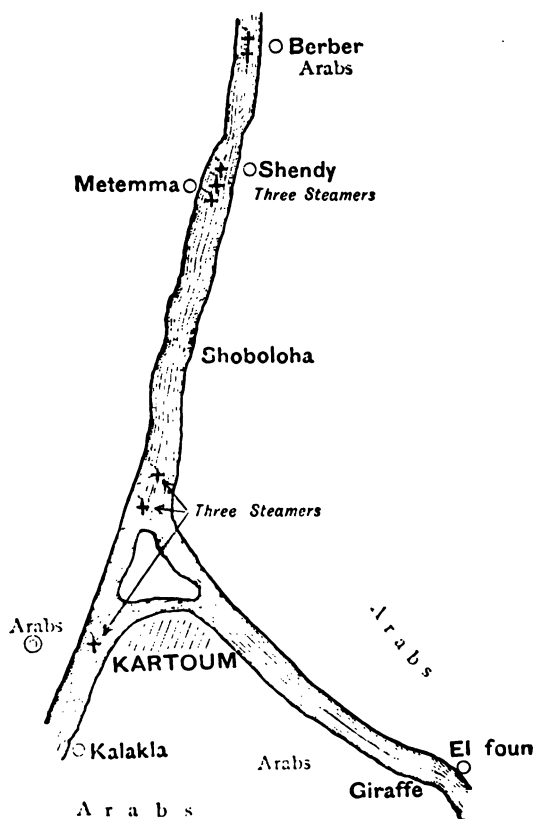 Berber
Arabs
Shendy
Metemma
Three Steamers
Shoboloha
Three Steamers
Arabs
Arabs
KARTOUM
El foun
Kalakla
Arabs
Giraffe
Arabs